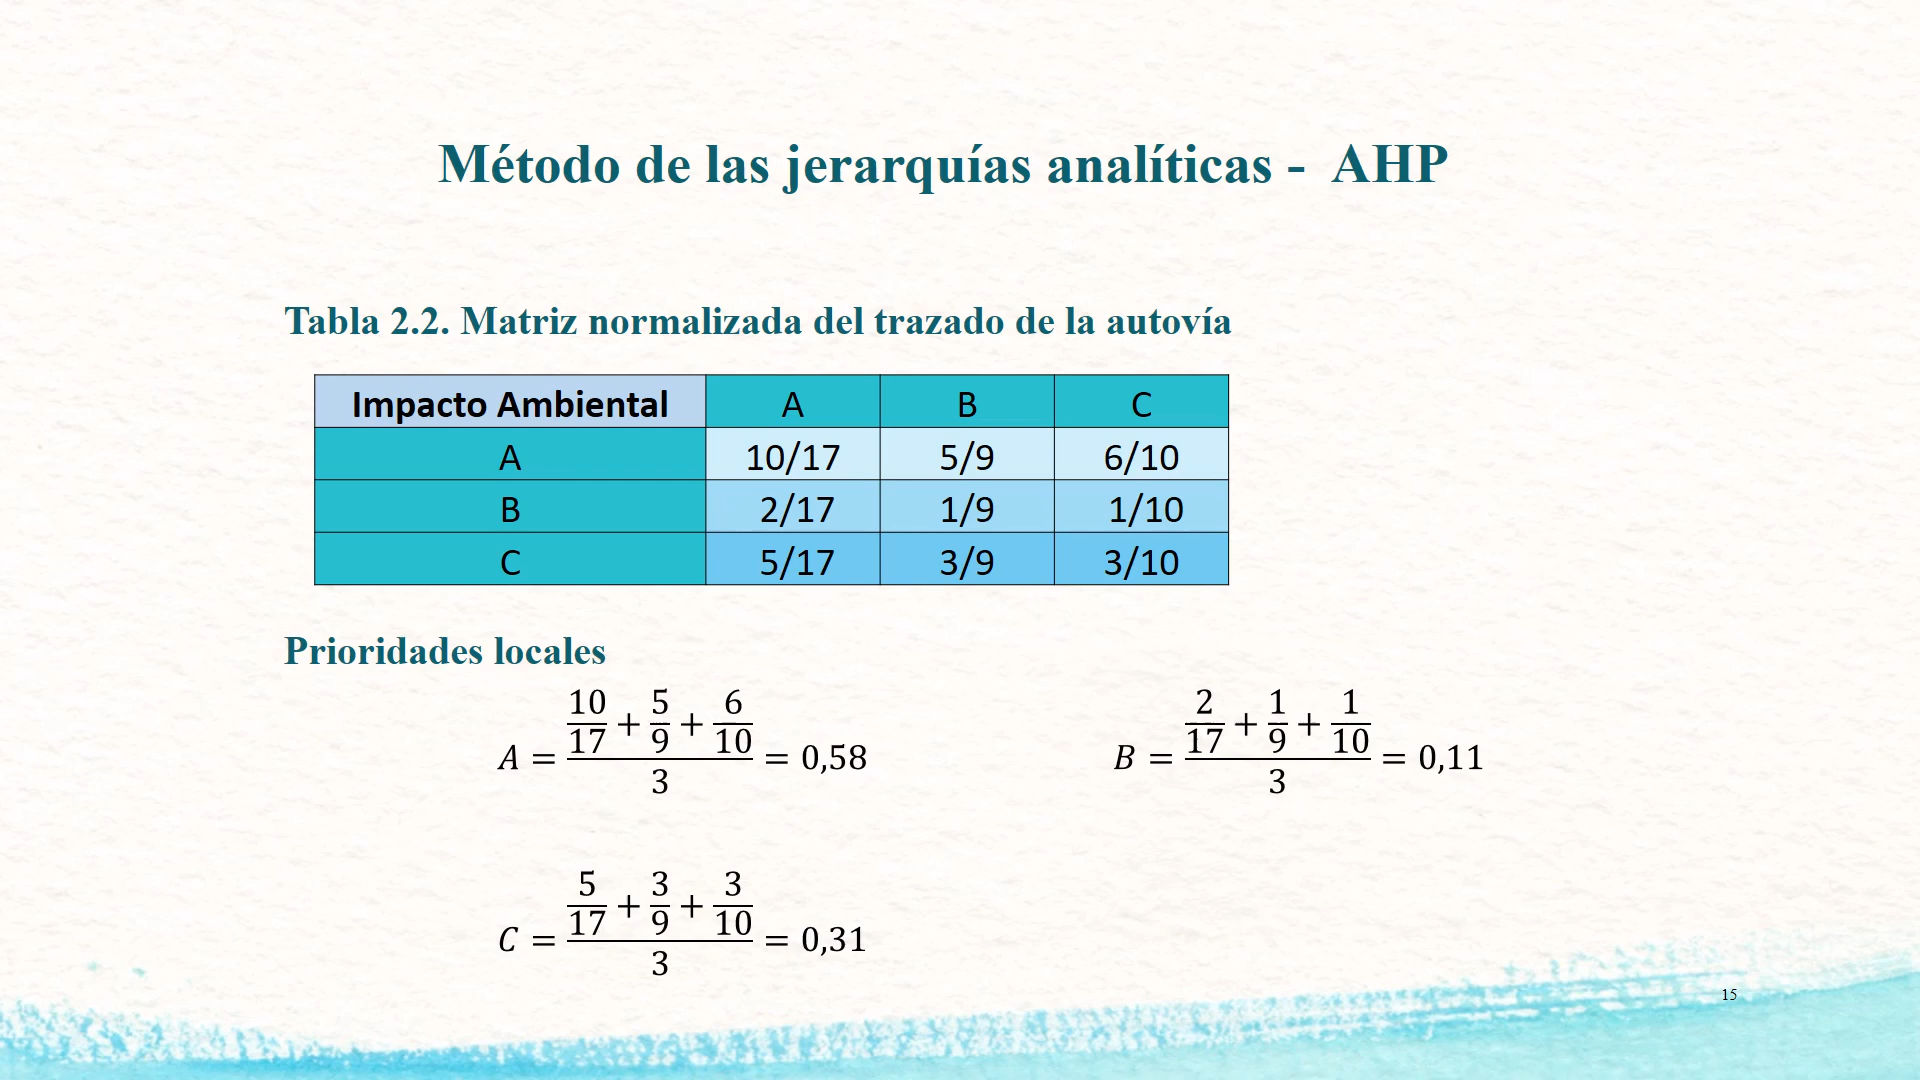 Método de las jerarquías analíticas - AHP
Tabla 2.2. Matriz normalizada del trazado de la autovía
Impacto Ambiental A B C
A 10/17 5/9 6/10
B 2/17 1/9 1/10
C 5/17 3/9 3/10
Prioridades locales
A = (10/17 + 5/9 + 6/10)/3 = 0,58
B = (2/17 + 1/9 + 1/10)/3 = 0,11
C = (5/17 + 3/9 + 3/10)/3 = 0,31
15